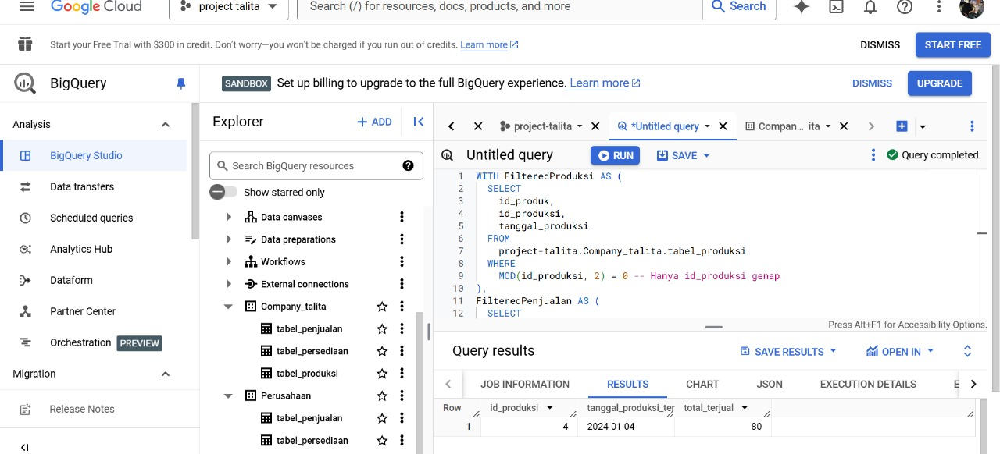 Google Cloud
project talita
Search (/) for resources, docs, products, and more
Search
Start your Free Trial with $300 in credit. Don't worry—you won't be charged if you run out of credits. Learn more
DISMISS
START FREE
BigQuery
SANDBOX Set up billing to upgrade to the full BigQuery experience. Learn more
DISMISS
UPGRADE
Analysis
BigQuery Studio
Data transfers
Scheduled queries
Analytics Hub
Dataform
Partner Center
Orchestration PREVIEW
Migration
Release Notes
Explorer
+ ADD
Search BigQuery resources
Show starred only
Data canvases
Data preparations
Workflows
External connections
Company_talita
tabel_penjualan
tabel_persediaan
tabel_produksi
Perusahaan
tabel_penjualan
tabel_persediaan
project-talita
*Untitled query
Compan... ita
Untitled query
RUN
SAVE
Query completed.
1 WITH FilteredProduksi AS (
2 SELECT
3 id_produk,
4 id_produksi,
5 tanggal_produksi
6 FROM
7 project-talita.Company_talita.tabel_produksi
8 WHERE
9 MOD(id_produksi, 2) = 0 -- Hanya id_produksi genap
10 ),
11 FilteredPenjualan AS (
12 SELECT
Press Alt+F1 for Accessibility Options.
Query results
SAVE RESULTS
OPEN IN
JOB INFORMATION
RESULTS
CHART
JSON
EXECUTION DETAILS
E
Row id_produksi tanggal_produksi_ter total_terjual
1 4 2024-01-04 80